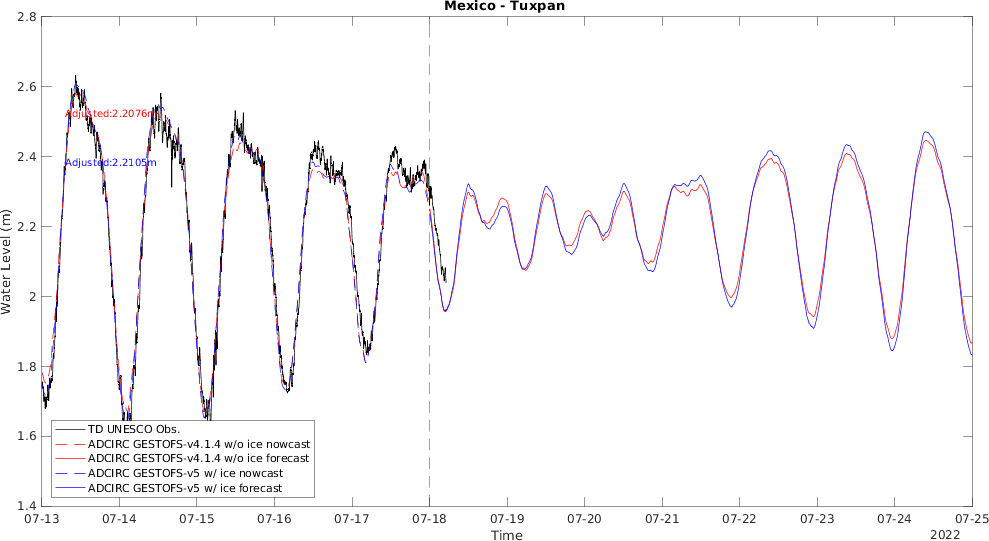 Mexico - Tuxpan
2.8
2.6
2.4
2.2
2
1.8
1.6
1.4
Water Level (m)
Adjusted:2.2076m
Adjusted:2.2105m
TD UNESCO Obs.
ADCIRC GESTOFS-v4.1.4 w/o ice nowcast
ADCIRC GESTOFS-v4.1.4 w/o ice forecast
ADCIRC GESTOFS-v5 w/ ice nowcast
ADCIRC GESTOFS-v5 w/ ice forecast
07-13 07-14 07-15 07-16 07-17 07-18 07-19 07-20 07-21 07-22 07-23 07-24 07-25
Time
2022